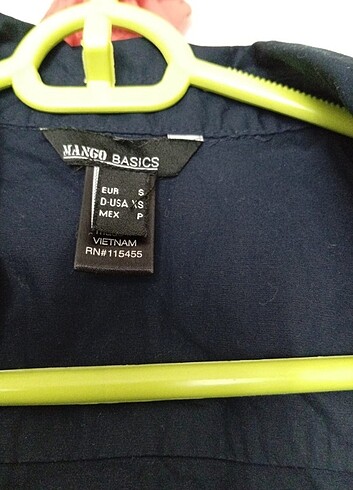 MANGO BASICS
EUR S
D-USA XS
MEX P
VIETNAM
RN#115455